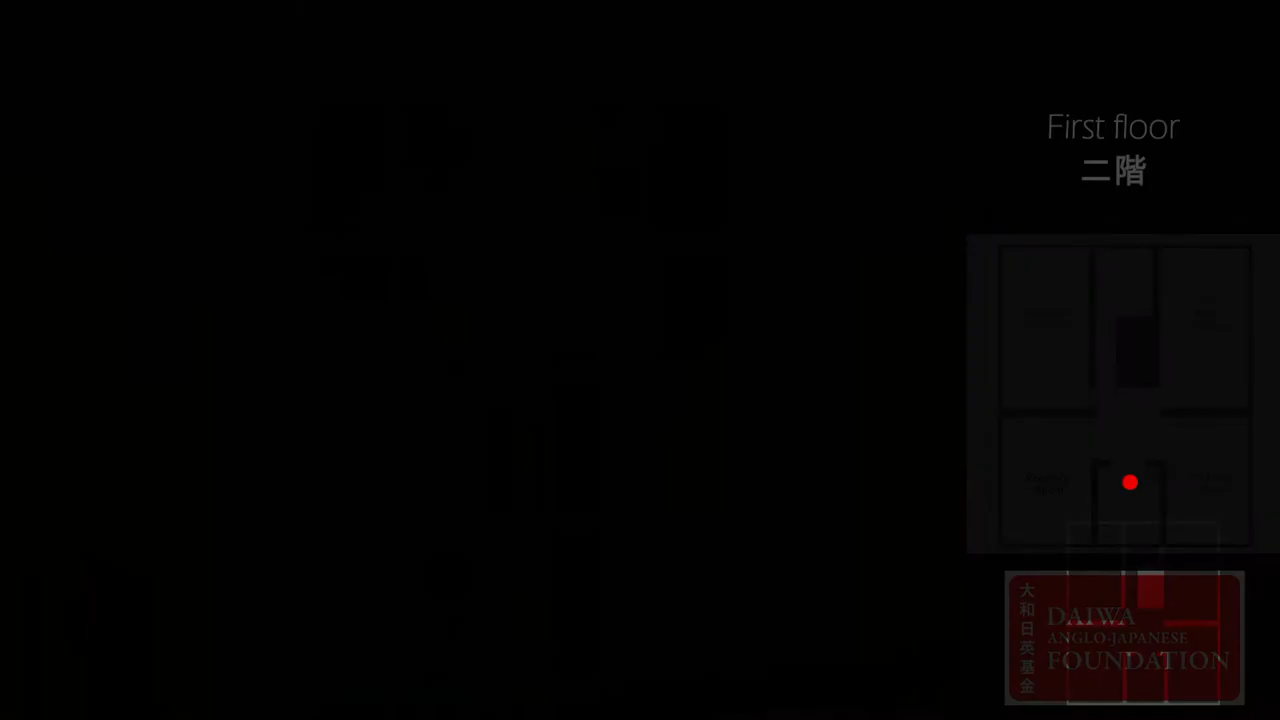 First floor
二階
大和日英基金
DAIWA
ANGLO-JAPANESE
FOUNDATION